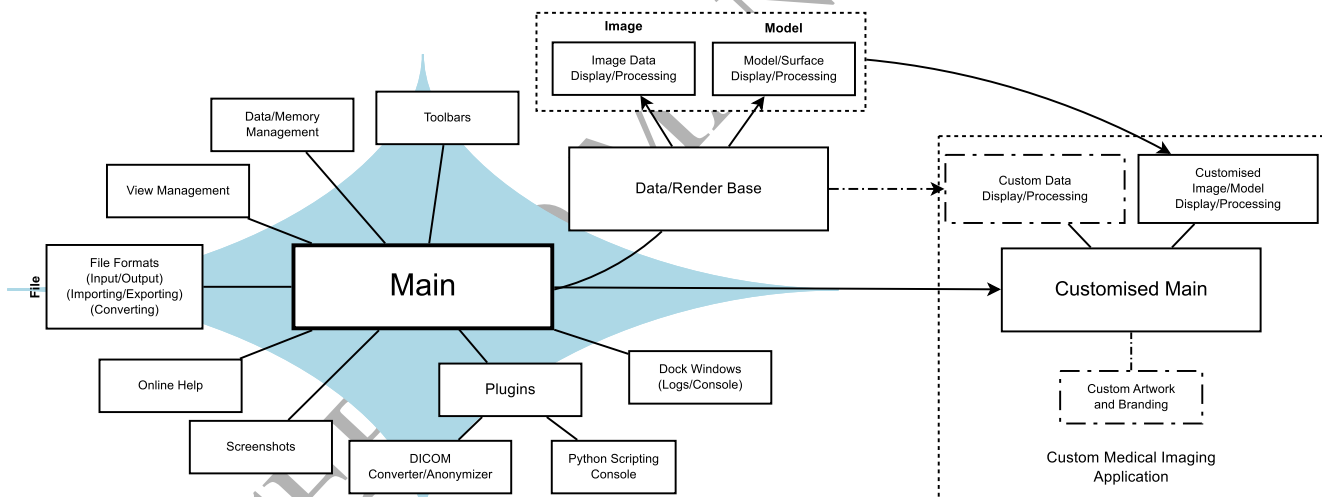 Image
Model
Image Data
Display/Processing
Model/Surface
Display/Processing
Data/Memory
Management
Toolbars
View Management
Data/Render Base
Custom Data
Display/Processing
Customised
Image/Model
Display/Processing
File
File Formats
(Input/Output)
(Importing/Exporting)
(Converting)
Main
Customised Main
Online Help
Screenshots
Plugins
Dock Windows
(Logs/Console)
DICOM
Converter/Anonymizer
Python Scripting
Console
Custom Artwork
and Branding
Custom Medical Imaging
Application